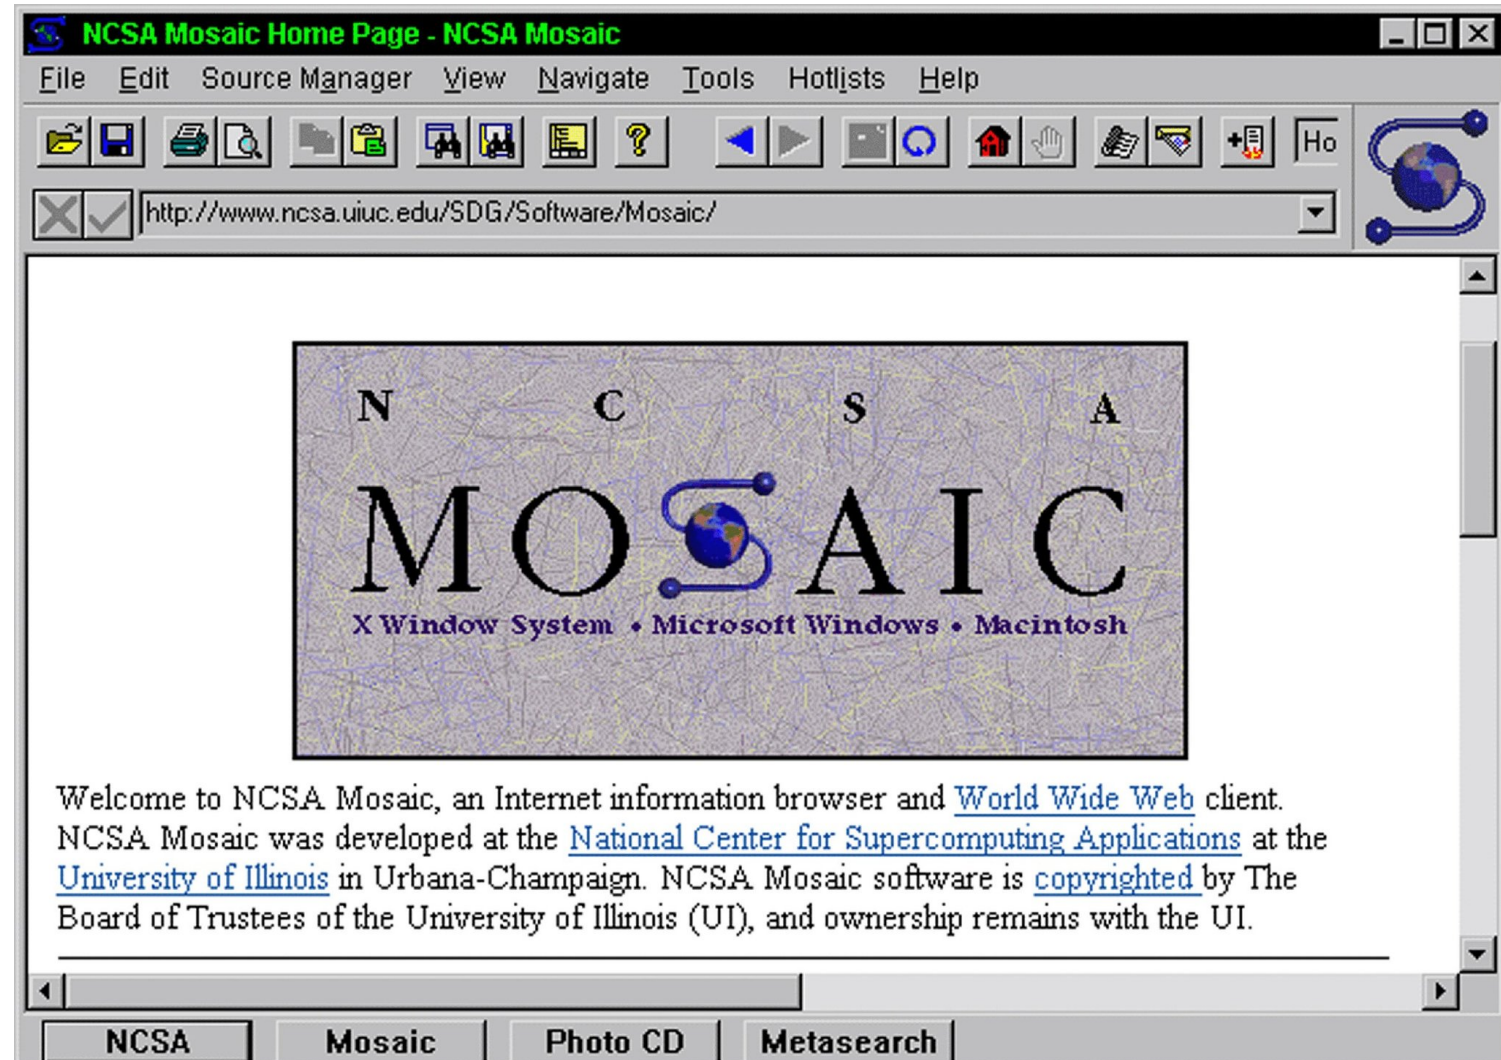 NCSA Mosaic Home Page - NCSA Mosaic
File Edit Source Manager View Navigate Tools Hotlists Help
Ho
http://www.ncsa.uiuc.edu/SDG/Software/Mosaic/
N C S A
MOSAIC
X Window System • Microsoft Windows • Macintosh
Welcome to NCSA Mosaic, an Internet information browser and World Wide Web client.
NCSA Mosaic was developed at the National Center for Supercomputing Applications at the
University of Illinois in Urbana-Champaign. NCSA Mosaic software is copyrighted by The
Board of Trustees of the University of Illinois (UI), and ownership remains with the UI.
NCSA Mosaic Photo CD Metasearch